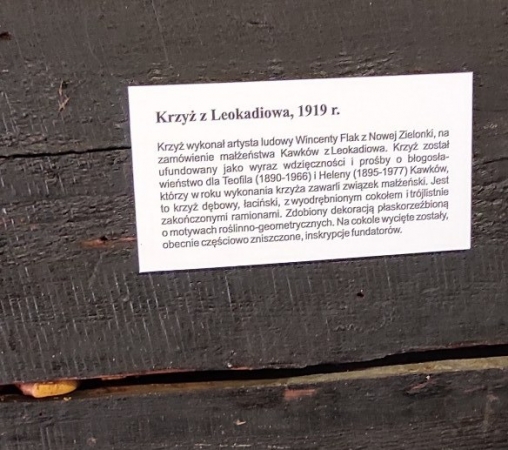 Krzyż z Leokadiowa, 1919 r.
Krzyż wykonał artysta ludowy Wincenty Flak z Nowej Zielonki, na
zamówienie małżeństwa Kawków z Leokadiowa. Krzyż został
ufundowany jako wyraz wdzięczności i prośby o błogosła-
wieństwo dla Teofila (1890-1966) i Heleny (1895-1977) Kawków,
którzy w roku wykonania krzyża zawarli związek małżeński. Jest
to krzyż dębowy, łaciński, z wyodrębnionym cokołem i trójlistnie
zakończonymi ramionami. Zdobiony dekoracją płaskorzeźbioną
o motywach roślinno-geometrycznych. Na cokole wycięte zostały,
obecnie częściowo zniszczone, inskrypcje fundatorów.